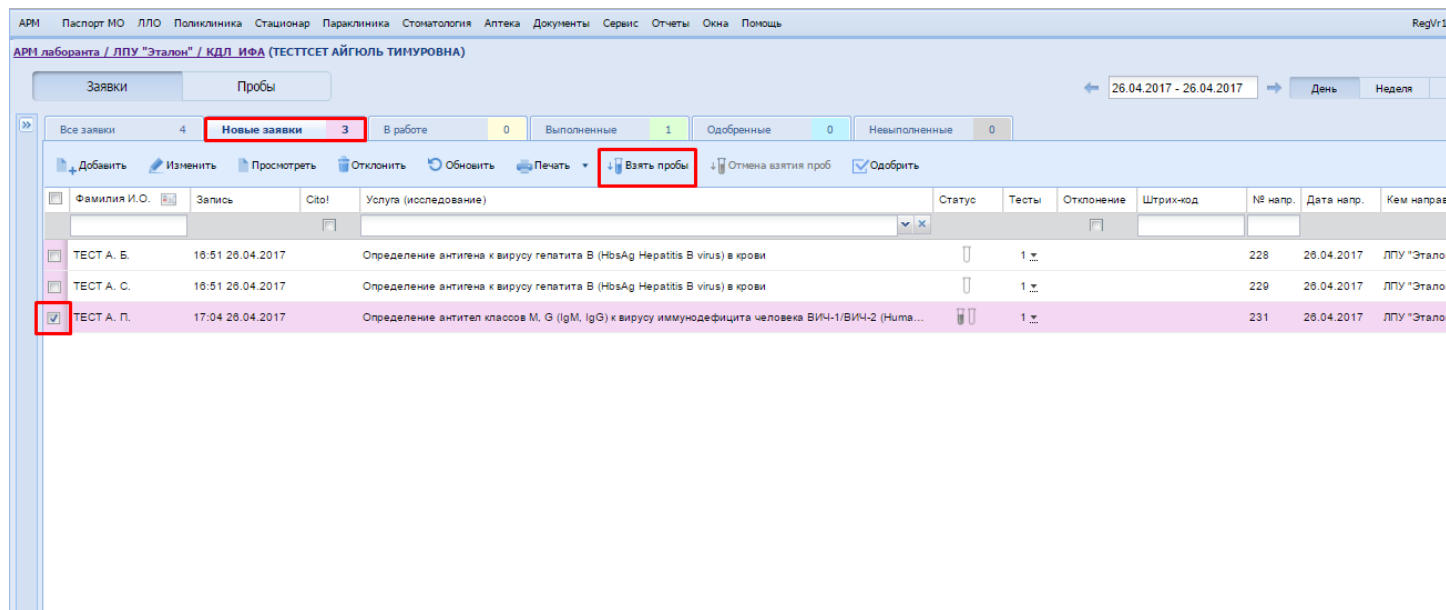 АРМ Паспорт МО ЛЛО Поликлиника Стационар Параклиника Стоматология Аптека Документы Сервис Отчеты Окна Помощь RegVr1
АРМ лаборанта / ЛПУ "Эталон" / КДЛ_ИФА (ТЕСТТСЕТ АЙГЮЛЬ ТИМУРОВНА)
Заявки Пробы 26.04.2017 - 26.04.2017 День Неделя
Все заявки 4 Новые заявки 3 В работе 0 Выполненные 1 Одобренные 0 Невыполненные 0
Добавить Изменить Просмотреть Отклонить Обновить Печать Взять пробы Отмена взятия проб Одобрить
Фамилия И.О. Запись Cito! Услуга (исследование) Статус Тесты Отклонение Штрих-код № напр. Дата напр. Кем направ
ТЕСТ А. Б. 16:51 26.04.2017 Определение антигена к вирусу гепатита B (HbsAg Hepatitis B virus) в крови 1 228 26.04.2017 ЛПУ "Этало
ТЕСТ А. С. 16:51 26.04.2017 Определение антигена к вирусу гепатита B (HbsAg Hepatitis B virus) в крови 1 229 26.04.2017 ЛПУ "Этало
ТЕСТ А. П. 17:04 26.04.2017 Определение антител классов M, G (IgM, IgG) к вирусу иммунодефицита человека ВИЧ-1/ВИЧ-2 (Huma... 1 231 26.04.2017 ЛПУ "Этало